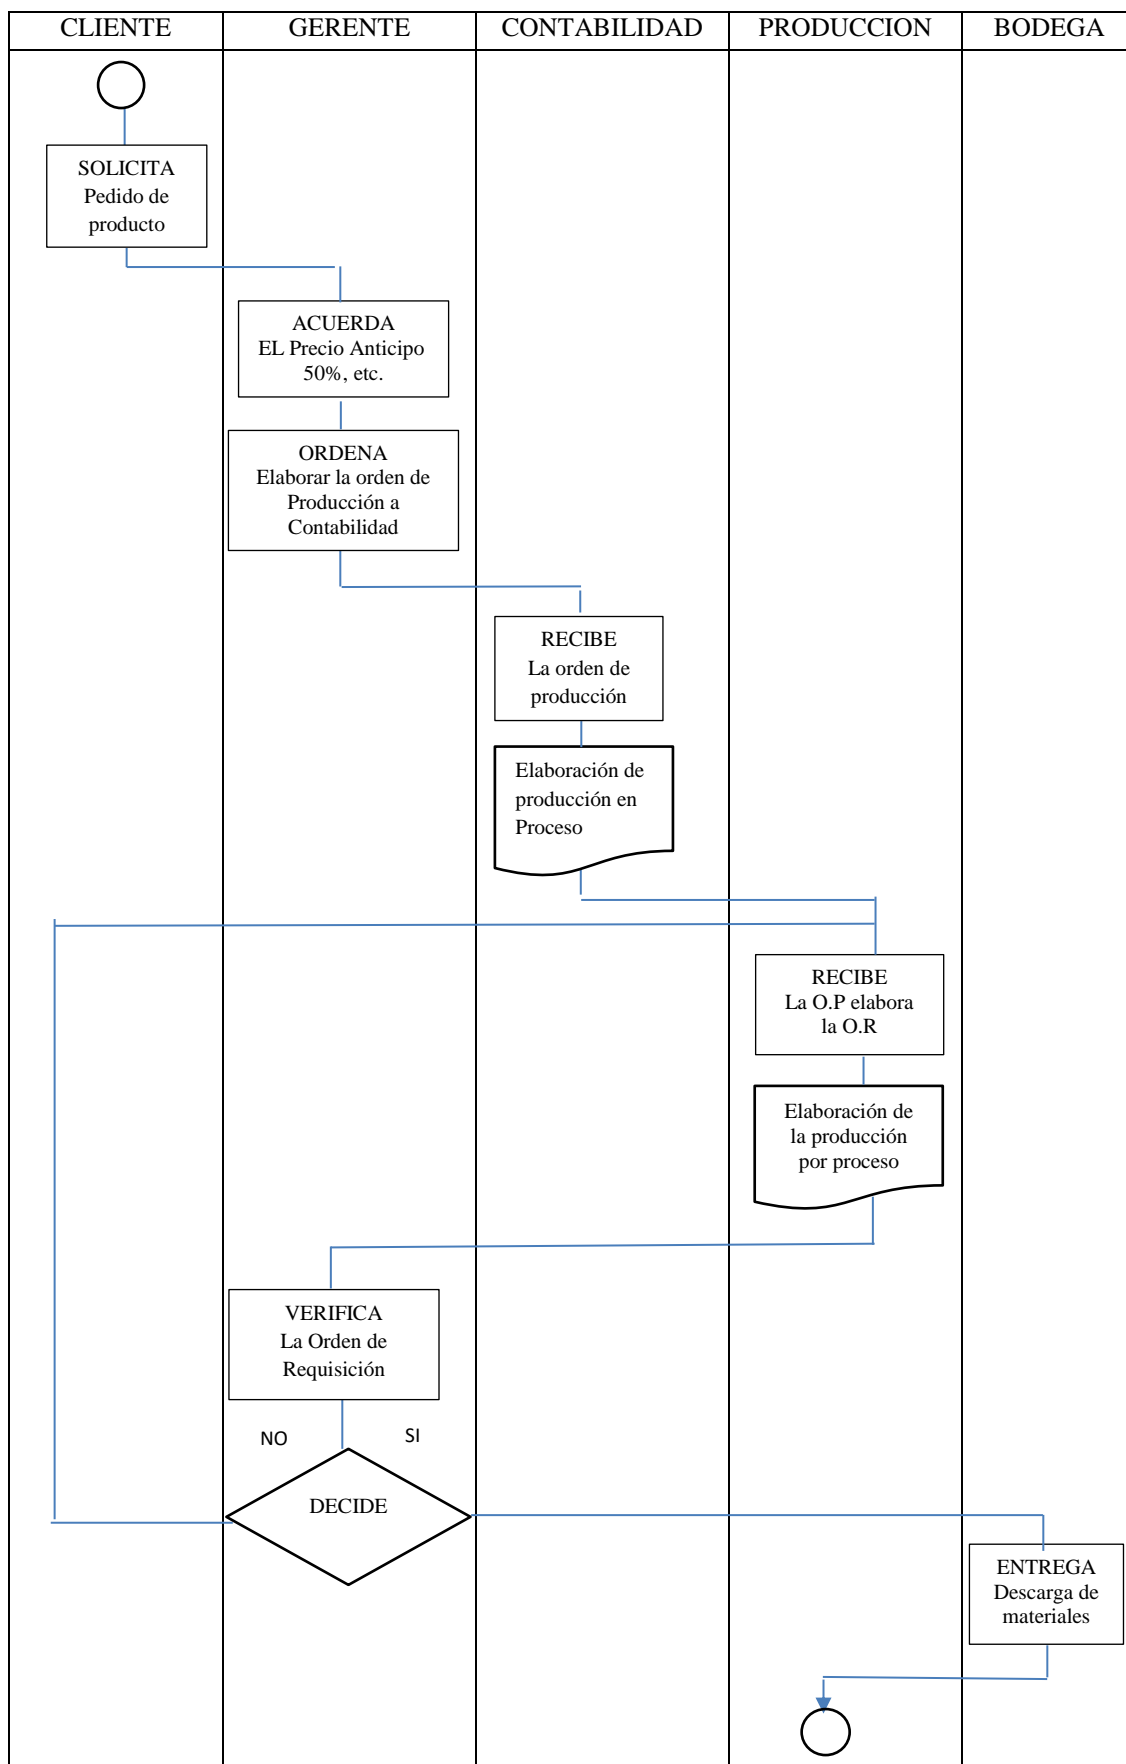 CLIENTE
GERENTE
CONTABILIDAD
PRODUCCION
BODEGA
SOLICITA
Pedido de
producto
ACUERDA
EL Precio Anticipo
50%, etc.
ORDENA
Elaborar la orden de
Producción a
Contabilidad
RECIBE
La orden de
producción
Elaboración de
producción en
Proceso
RECIBE
La O.P elabora
la O.R
Elaboración de
la producción
por proceso
VERIFICA
La Orden de
Requisición
NO
SI
DECIDE
ENTREGA
Descarga de
materiales